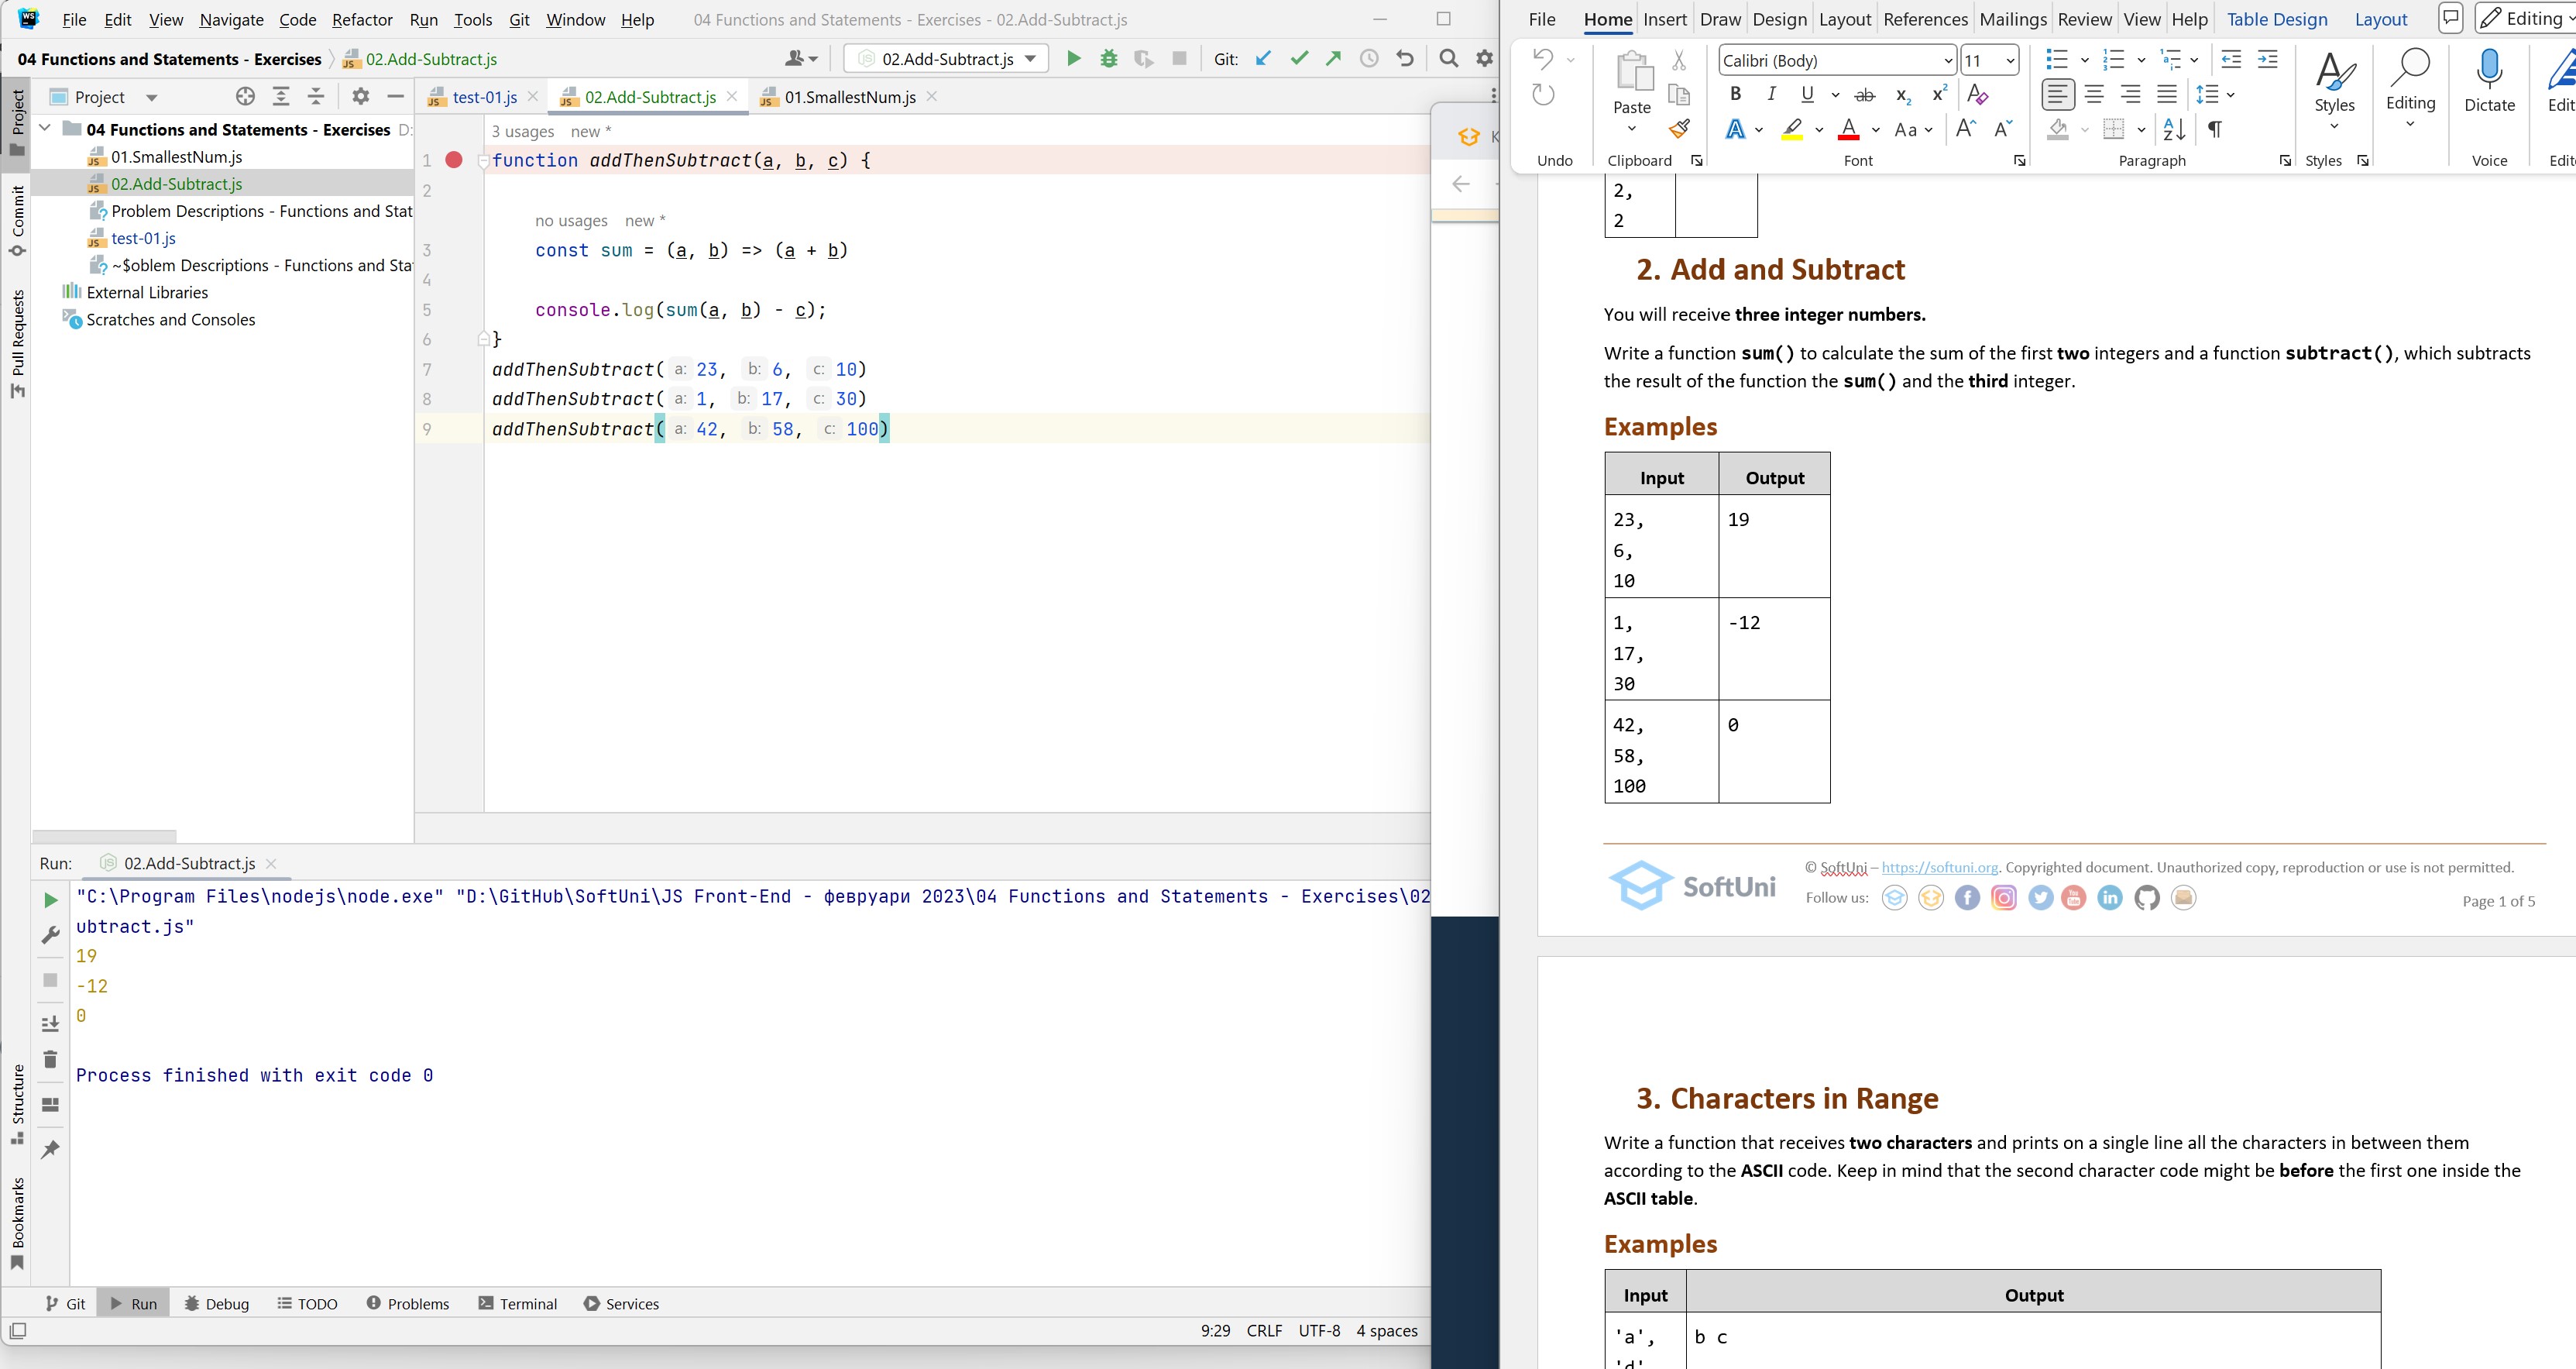 File Edit View Navigate Code Refactor Run Tools Git Window Help 04 Functions and Statements - Exercises - 02.Add-Subtract.js
04 Functions and Statements - Exercises 02.Add-Subtract.js 02.Add-Subtract.js Git:
Project test-01.js 02.Add-Subtract.js 01.SmallestNum.js
Project
Commit
Pull Requests
Structure
Bookmarks
04 Functions and Statements - Exercises D:
01.SmallestNum.js
02.Add-Subtract.js
Problem Descriptions - Functions and Stat
test-01.js
~$oblem Descriptions - Functions and Sta
External Libraries
Scratches and Consoles
3 usages new *
1 function addThenSubtract(a, b, c) {
2
no usages new *
3 const sum = (a, b) => (a + b)
4
5 console.log(sum(a, b) - c);
6 }
7 addThenSubtract( a: 23, b: 6, c: 10)
8 addThenSubtract( a: 1, b: 17, c: 30)
9 addThenSubtract( a: 42, b: 58, c: 100)
Run: 02.Add-Subtract.js
"C:\Program Files\nodejs\node.exe" "D:\GitHub\SoftUni\JS Front-End - февруари 2023\04 Functions and Statements - Exercises\02
ubtract.js"
19
-12
0
Process finished with exit code 0
Git Run Debug TODO Problems Terminal Services
9:29 CRLF UTF-8 4 spaces
File Home Insert Draw Design Layout References Mailings Review View Help Table Design Layout Editing
Calibri (Body) 11
Paste Styles Editing Dictate Edit
Undo Clipboard Font Paragraph Styles Voice
2,
2
2. Add and Subtract
You will receive three integer numbers.
Write a function sum() to calculate the sum of the first two integers and a function subtract(), which subtracts
the result of the function the sum() and the third integer.
Examples
Input Output
23, 19
6,
10
1, -12
17,
30
42, 0
58,
100
SoftUni
© SoftUni – https://softuni.org. Copyrighted document. Unauthorized copy, reproduction or use is not permitted.
Follow us:
Page 1 of 5
3. Characters in Range
Write a function that receives two characters and prints on a single line all the characters in between them
according to the ASCII code. Keep in mind that the second character code might be before the first one inside the
ASCII table.
Examples
Input Output
'a', b c
'd'